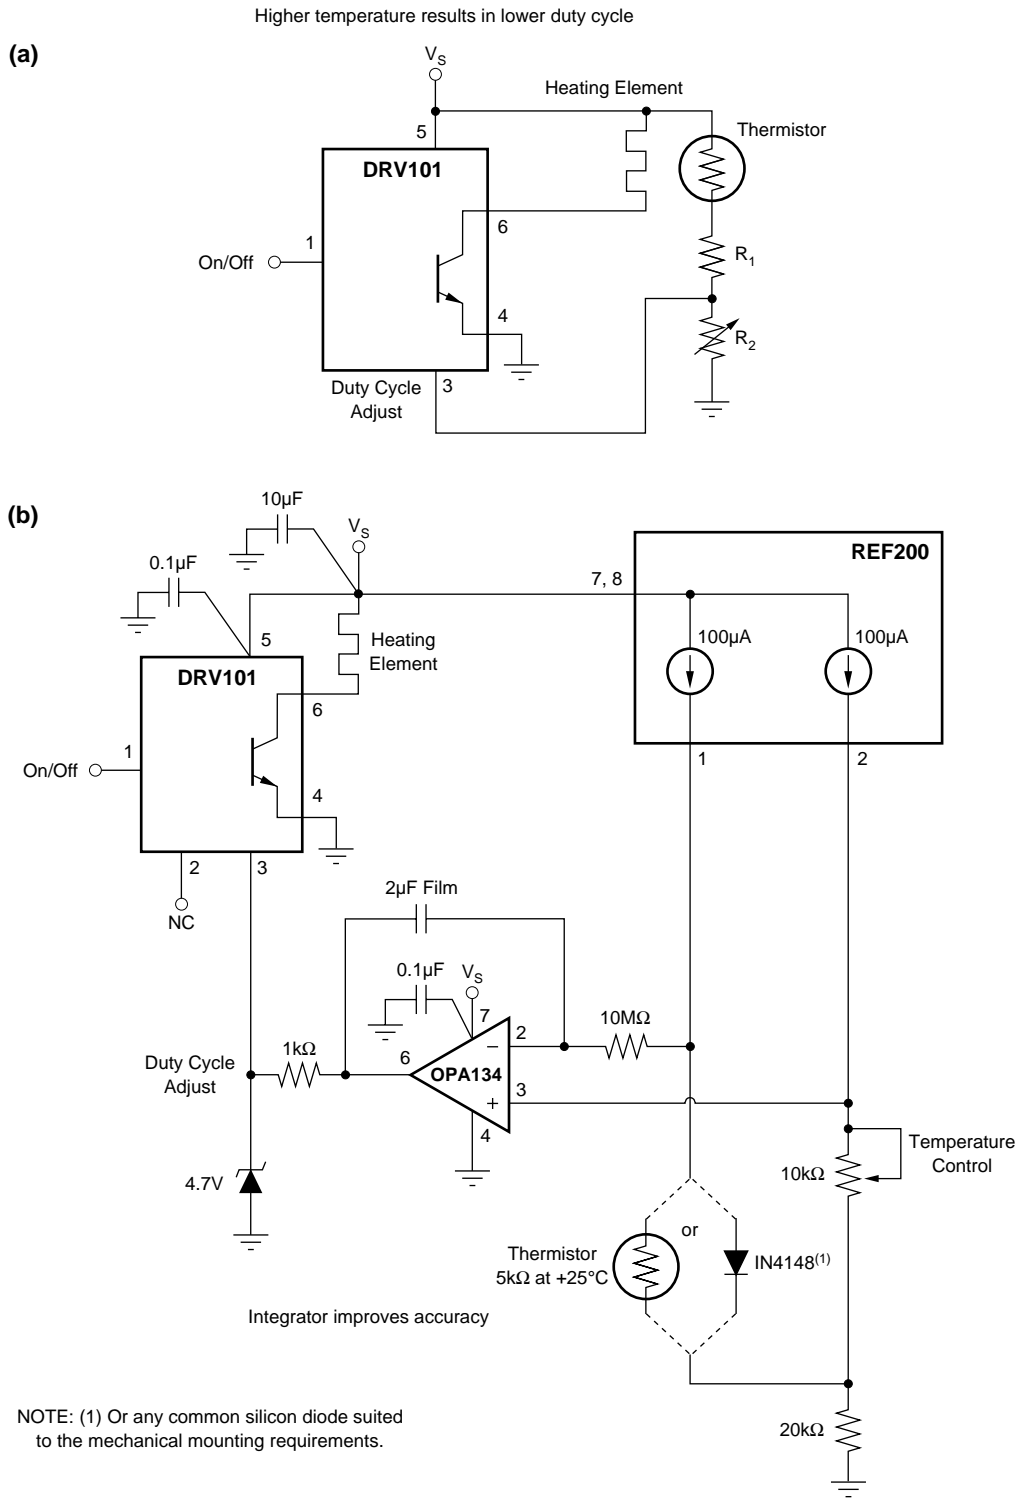 Higher temperature results in lower duty cycle
(a)
V_S
Heating Element
5
Thermistor
DRV101
6
1
On/Off
R_1
4
R_2
Duty Cycle
Adjust
3
(b)
10µF
V_S
REF200
0.1µF
7, 8
5
Heating
Element
100µA
100µA
DRV101
6
1
1
2
On/Off
4
2
3
2µF Film
NC
0.1µF
V_S
7
2
10MΩ
1kΩ
6
–
Duty Cycle
Adjust
OPA134
3
+
4
Temperature
Control
10kΩ
4.7V
or
Thermistor
5kΩ at +25°C
IN4148(1)
Integrator improves accuracy
NOTE: (1) Or any common silicon diode suited
to the mechanical mounting requirements.
20kΩ